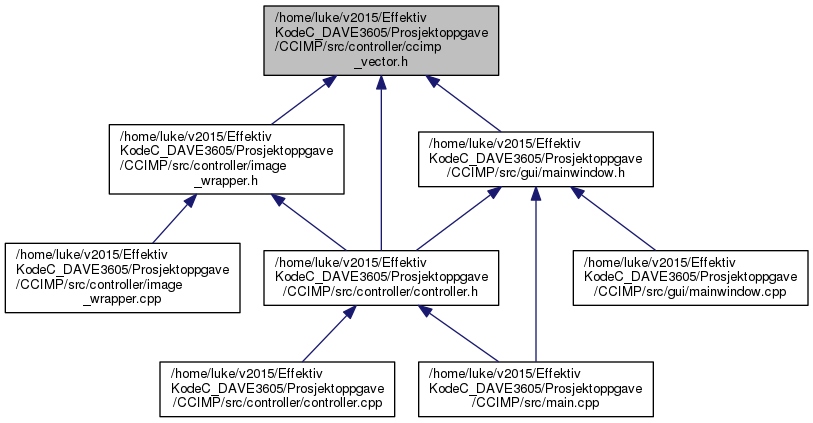 /home/luke/v2015/Effektiv
KodeC_DAVE3605/Prosjektoppgave
/CCIMP/src/controller/ccimp
_vector.h
/home/luke/v2015/Effektiv
KodeC_DAVE3605/Prosjektoppgave
/CCIMP/src/controller/image
_wrapper.h
/home/luke/v2015/Effektiv
KodeC_DAVE3605/Prosjektoppgave
/CCIMP/src/gui/mainwindow.h
/home/luke/v2015/Effektiv
KodeC_DAVE3605/Prosjektoppgave
/CCIMP/src/controller/image
_wrapper.cpp
/home/luke/v2015/Effektiv
KodeC_DAVE3605/Prosjektoppgave
/CCIMP/src/controller/controller.h
/home/luke/v2015/Effektiv
KodeC_DAVE3605/Prosjektoppgave
/CCIMP/src/gui/mainwindow.cpp
/home/luke/v2015/Effektiv
KodeC_DAVE3605/Prosjektoppgave
/CCIMP/src/controller/controller.cpp
/home/luke/v2015/Effektiv
KodeC_DAVE3605/Prosjektoppgave
/CCIMP/src/main.cpp